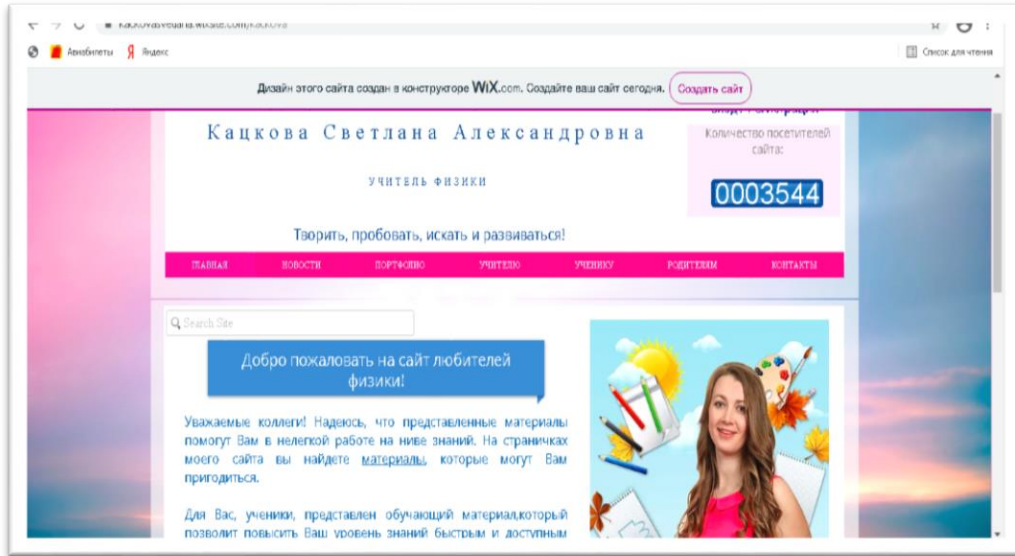 kackovasvetlana.wixsite.com/kackova
Авиабилеты
Яндекс
Список для чтения
Дизайн этого сайта создан в конструкторе WiX.com. Создайте ваш сайт сегодня.
Создать сайт
Кацкова Светлана Александровна
УЧИТЕЛЬ ФИЗИКИ
Творить, пробовать, искать и развиваться!
Количество посетителей
сайта:
0003544
ГЛАВНАЯ
НОВОСТИ
ПОРТФОЛИО
УЧИТЕЛЮ
УЧЕНИКУ
РОДИТЕЛЯМ
КОНТАКТЫ
Search Site
Добро пожаловать на сайт любителей
физики!
Уважаемые коллеги! Надеюсь, что представленные материалы
помогут Вам в нелегкой работе на ниве знаний. На страничках
моего сайта вы найдете материалы, которые могут Вам
пригодиться.
Для Вас, ученики, представлен обучающий материал,который
позволит повысить Ваш уровень знаний быстрым и доступным